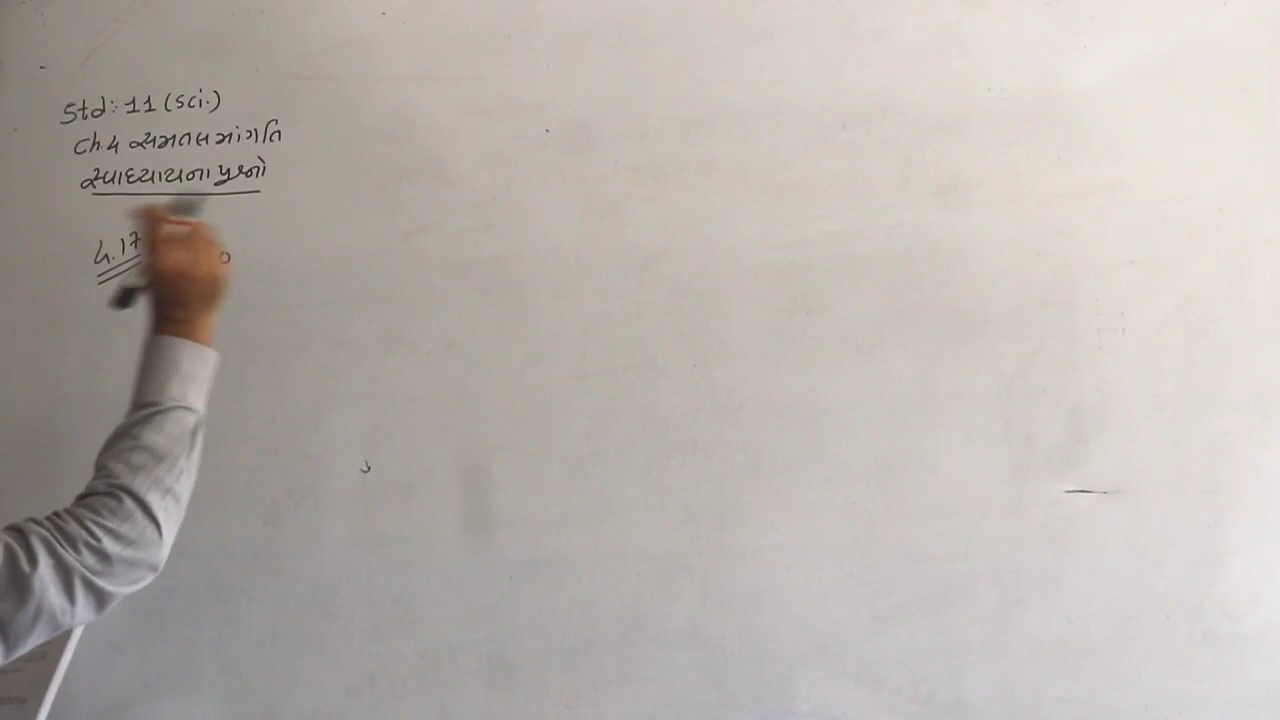 Std: 11 (Sci.)
Ch. 4 સમતલમાં ગતિ
સ્વાધ્યાયના પ્રશ્નો
4.17